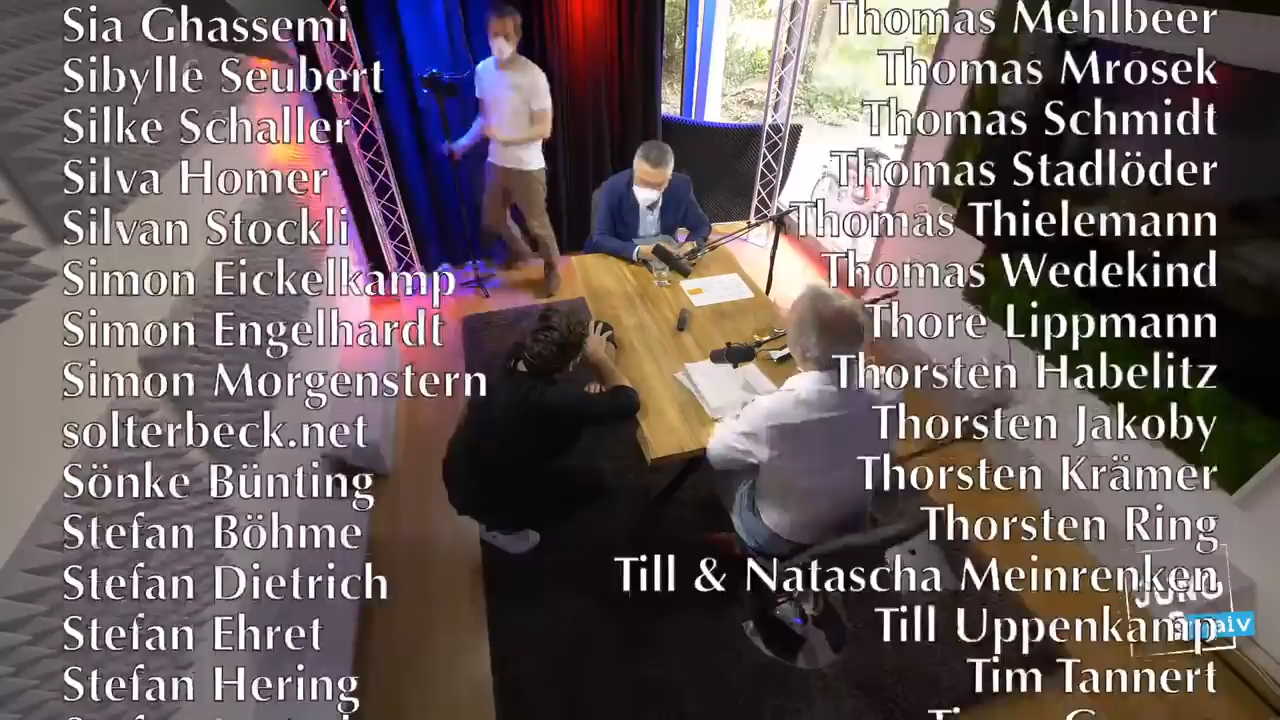 Sia Ghassemi
Sibylle Seubert
Silke Schaller
Silva Homer
Silvan Stockli
Simon Eickelkamp
Simon Engelhardt
Simon Morgenstern
solterbeck.net
Sönke Bünting
Stefan Böhme
Stefan Dietrich
Stefan Ehret
Stefan Hering
Thomas Mehlbeer
Thomas Mrosek
Thomas Schmidt
Thomas Stadlöder
Thomas Thielemann
Thomas Wedekind
Thore Lippmann
Thorsten Habelitz
Thorsten Jakoby
Thorsten Krämer
Thorsten Ring
Till & Natascha Meinrenken
Till Uppenkamp
Tim Tannert
JUNG
& naiv